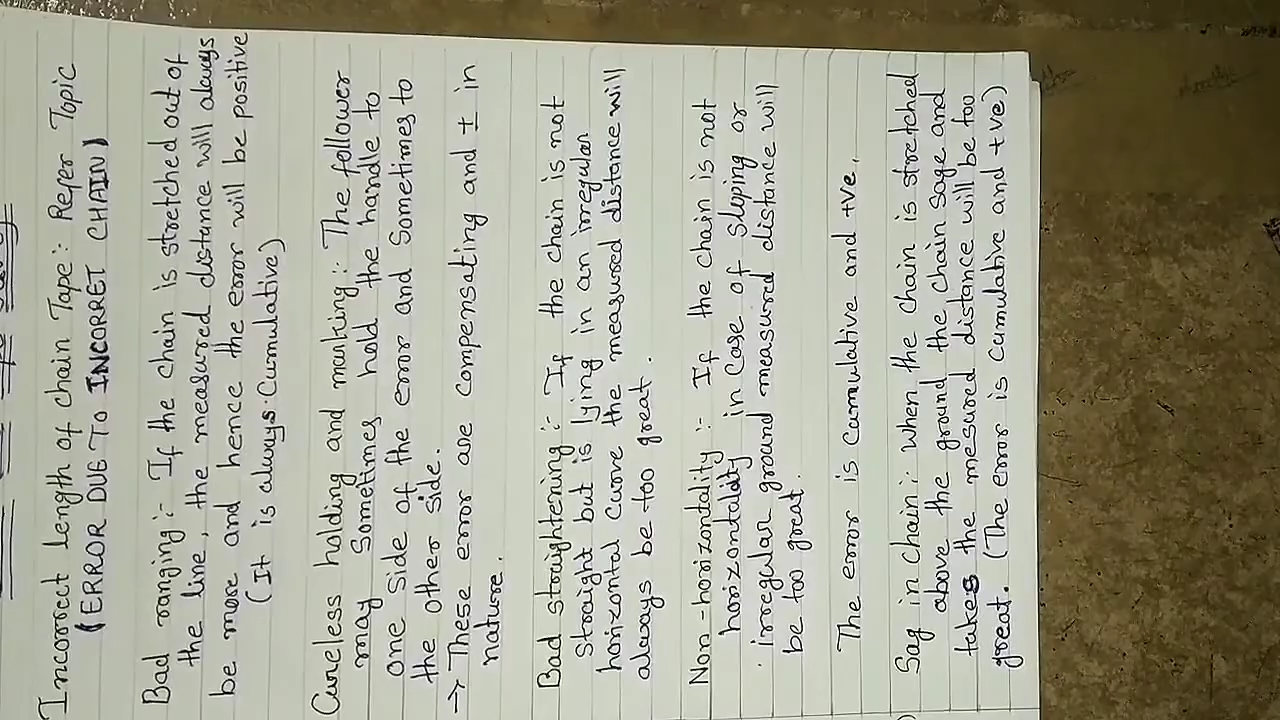 Incorrect length of chain Tape:- Refer Topic
(ERROR DUE TO INCORRET CHAIN)
Bad ranging :- If the chain is stretched out of
the line, the measured distance will always
be more and hence the error will be positive
(It is always Cumulative)
Careless holding and marking :- The follower
may sometimes hold the handle to
one side of the error and Sometimes to
the other side.
→ These error are compensating and ± in
nature.
Bad straightening :- If the chain is not
straight but is lying in an irregular
horizontal curve the measured distance will
always be too great.
Non-horizontality :- If the chain is not
horizontality in Case of Sloping or
irregular ground measured distance will
be too great.
The error is camulative and +ve.
Sag in chain:- when the chain is stretched
above the ground the chain sage and
takes the mesured distance will be too
great. (The error is cumulative and +ve)